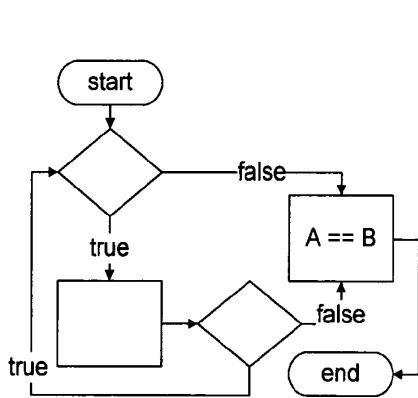 start
false
A == B
true
false
true
end